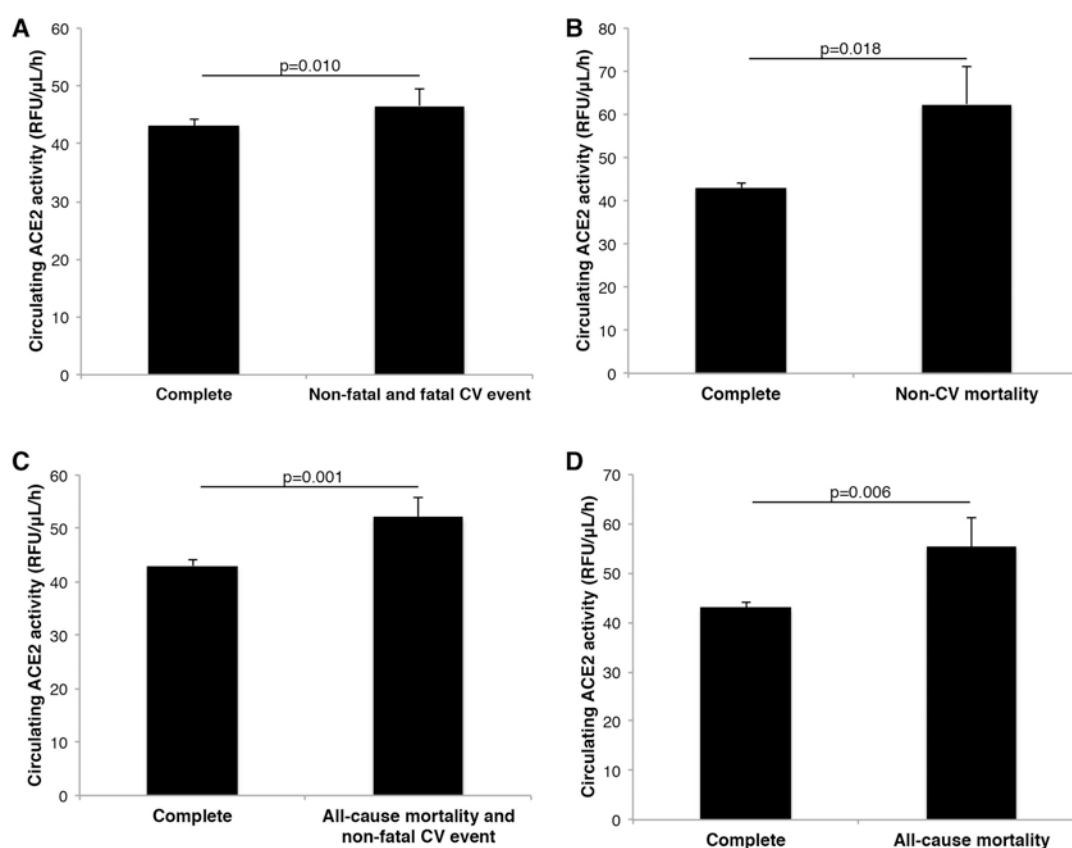 A
Circulating ACE2 activity (RFU/µL/h)
60
50
40
30
20
10
0
p=0.010
Complete
Non-fatal and fatal CV event
B
Circulating ACE2 activity (RFU/µL/h)
80
70
60
50
40
30
20
10
0
p=0.018
Complete
Non-CV mortality
C
Circulating ACE2 activity (RFU/µL/h)
60
50
40
30
20
10
0
p=0.001
Complete
All-cause mortality and
non-fatal CV event
D
Circulating ACE2 activity (RFU/µL/h)
70
60
50
40
30
20
10
0
p=0.006
Complete
All-cause mortality